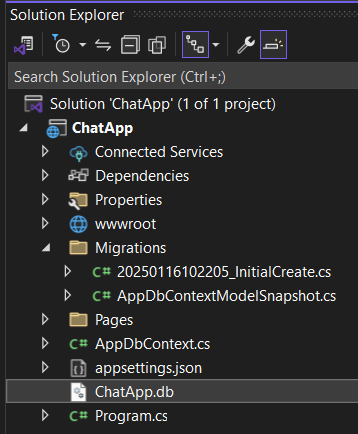 Solution Explorer
Search Solution Explorer (Ctrl+;)
Solution 'ChatApp' (1 of 1 project)
ChatApp
Connected Services
Dependencies
Properties
wwwroot
Migrations
C# 20250116102205_InitialCreate.cs
C# AppDbContextModelSnapshot.cs
Pages
C# AppDbContext.cs
appsettings.json
ChatApp.db
C# Program.cs